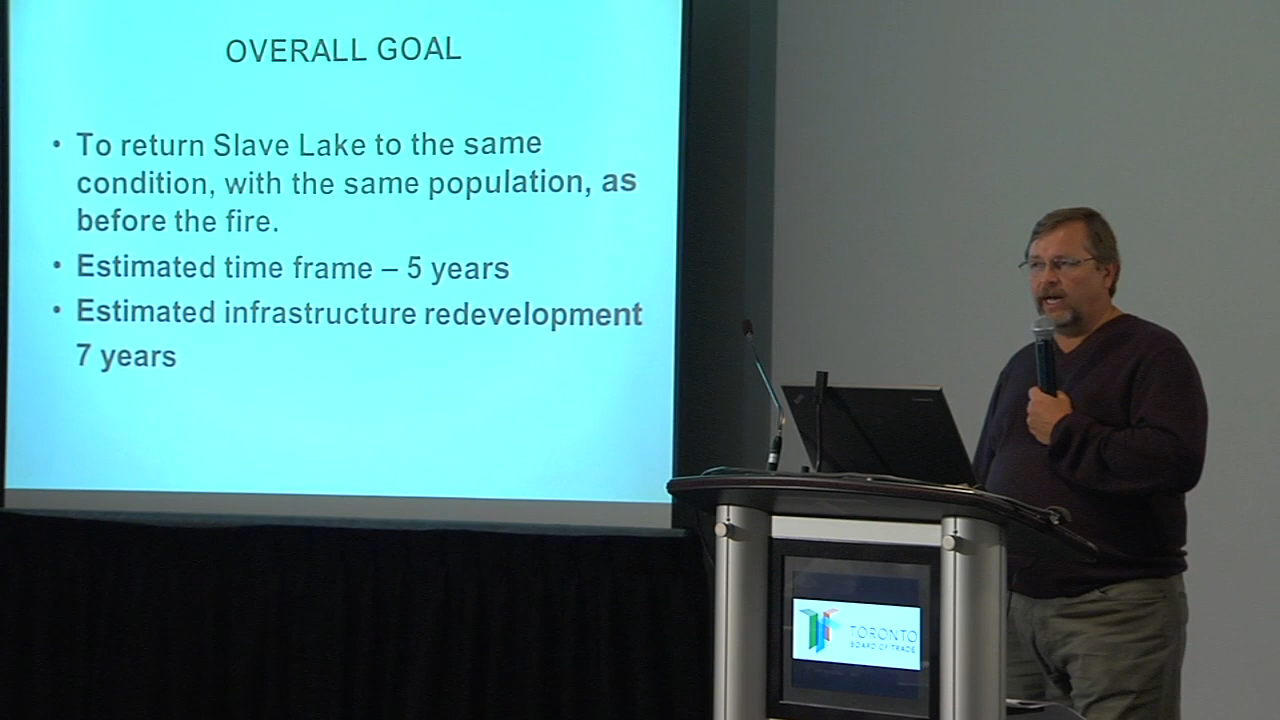 OVERALL GOAL
• To return Slave Lake to the same
condition, with the same population, as
before the fire.
• Estimated time frame – 5 years
• Estimated infrastructure redevelopment
7 years
TORONTO
BOARD OF TRADE